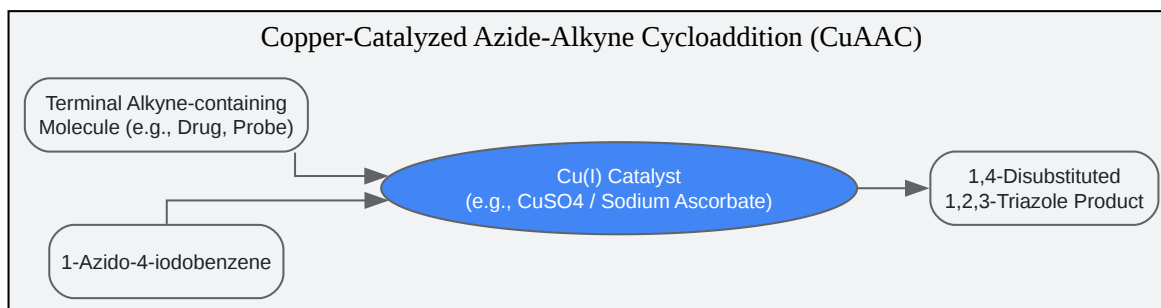 Copper-Catalyzed Azide-Alkyne Cycloaddition (CuAAC)
Terminal Alkyne-containing
Molecule (e.g., Drug, Probe)
Cu(I) Catalyst
(e.g., CuSO4 / Sodium Ascorbate)
1,4-Disubstituted
1,2,3-Triazole Product
1-Azido-4-iodobenzene